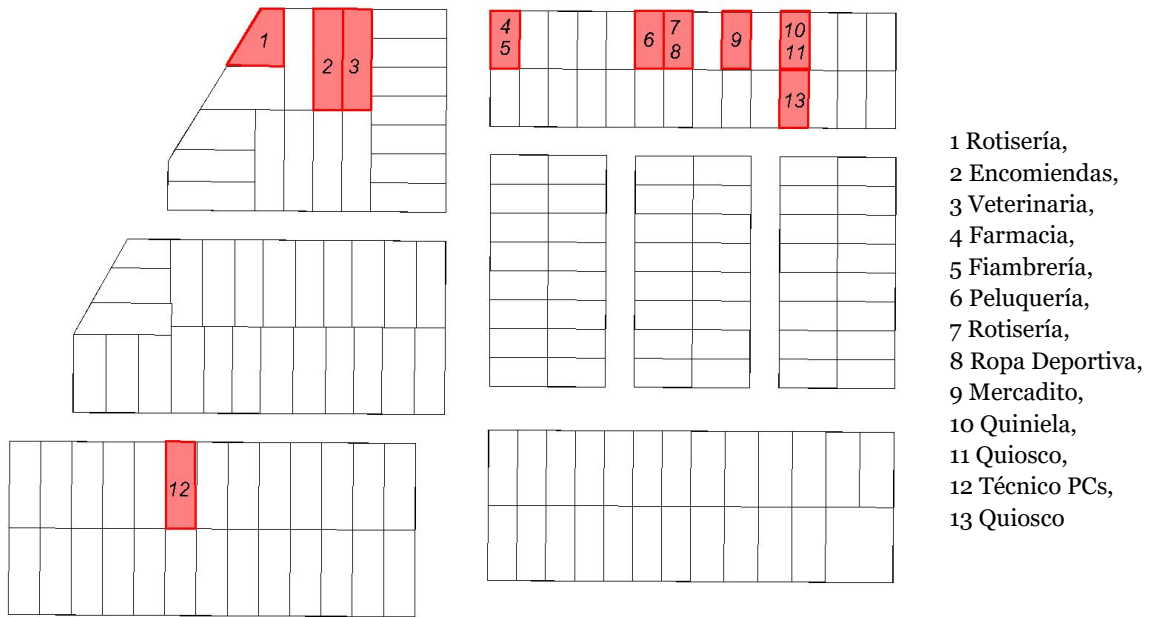 1
2
3
4
5
6
7
8
9
10
11
13
12
1 Rotisería,
2 Encomiendas,
3 Veterinaria,
4 Farmacia,
5 Fiambrería,
6 Peluquería,
7 Rotisería,
8 Ropa Deportiva,
9 Mercadito,
10 Quiniela,
11 Quiosco,
12 Técnico PCs,
13 Quiosco